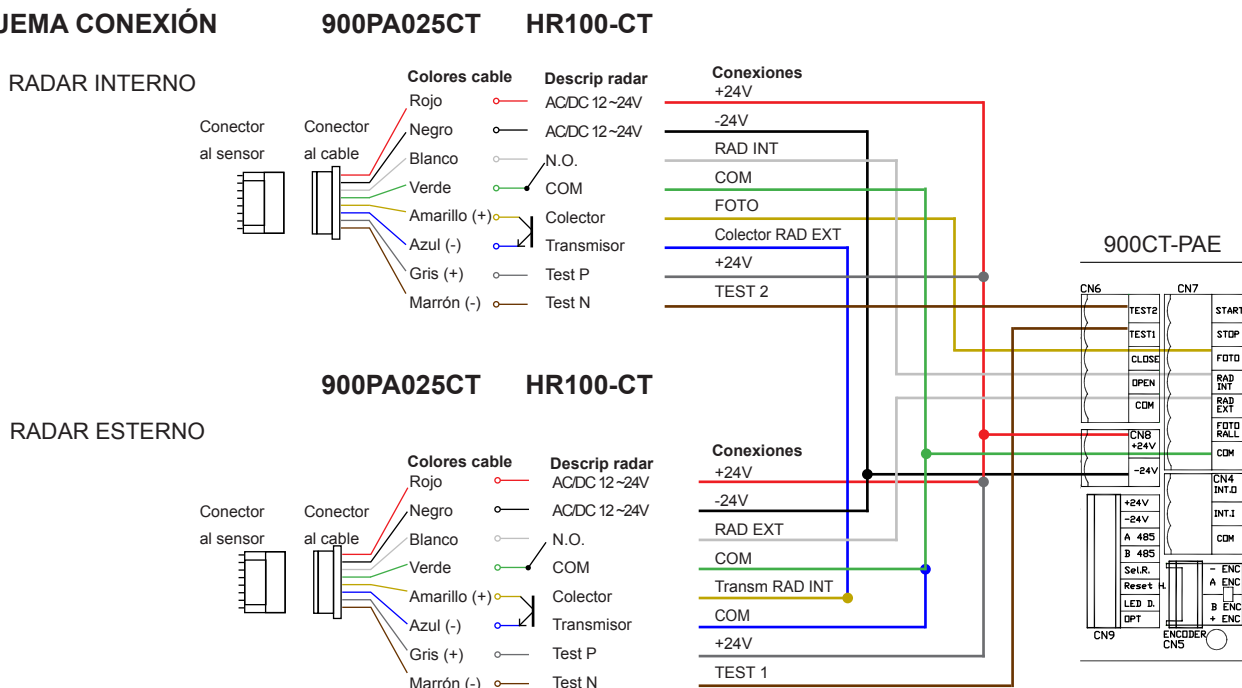 UEMA CONEXIÓN 900PA025CT HR100-CT
RADAR INTERNO
Conector al sensor
Conector al cable
Colores cable Descrip radar Conexiones
Rojo AC/DC 12~24V +24V
Negro AC/DC 12~24V -24V
Blanco N.O. RAD INT
Verde COM COM
Amarillo (+) Colector FOTO
Azul (-) Transmisor Colector RAD EXT
Gris (+) Test P +24V
Marrón (-) Test N TEST 2
900PA025CT HR100-CT
RADAR ESTERNO
Conector al sensor
Conector al cable
Colores cable Descrip radar Conexiones
Rojo AC/DC 12~24V +24V
Negro AC/DC 12~24V -24V
Blanco N.O. RAD EXT
Verde COM COM
Amarillo (+) Colector Transm RAD INT
Azul (-) Transmisor COM
Gris (+) Test P +24V
Marrón (-) Test N TEST 1
900CT-PAE
CN6
TEST2
TEST1
CLOSE
OPEN
COM
CN8
+24V
-24V
+24V
-24V
A 485
B 485
Sel.R.
Reset H.
LED D.
OPT
CN9
CN7
START
STOP
FOTO
RAD INT
RAD EXT
FOTO RALL
COM
CN4
INT.O
INT.I
COM
- ENC
A ENC
B ENC
+ ENC
ENCODER
CN5